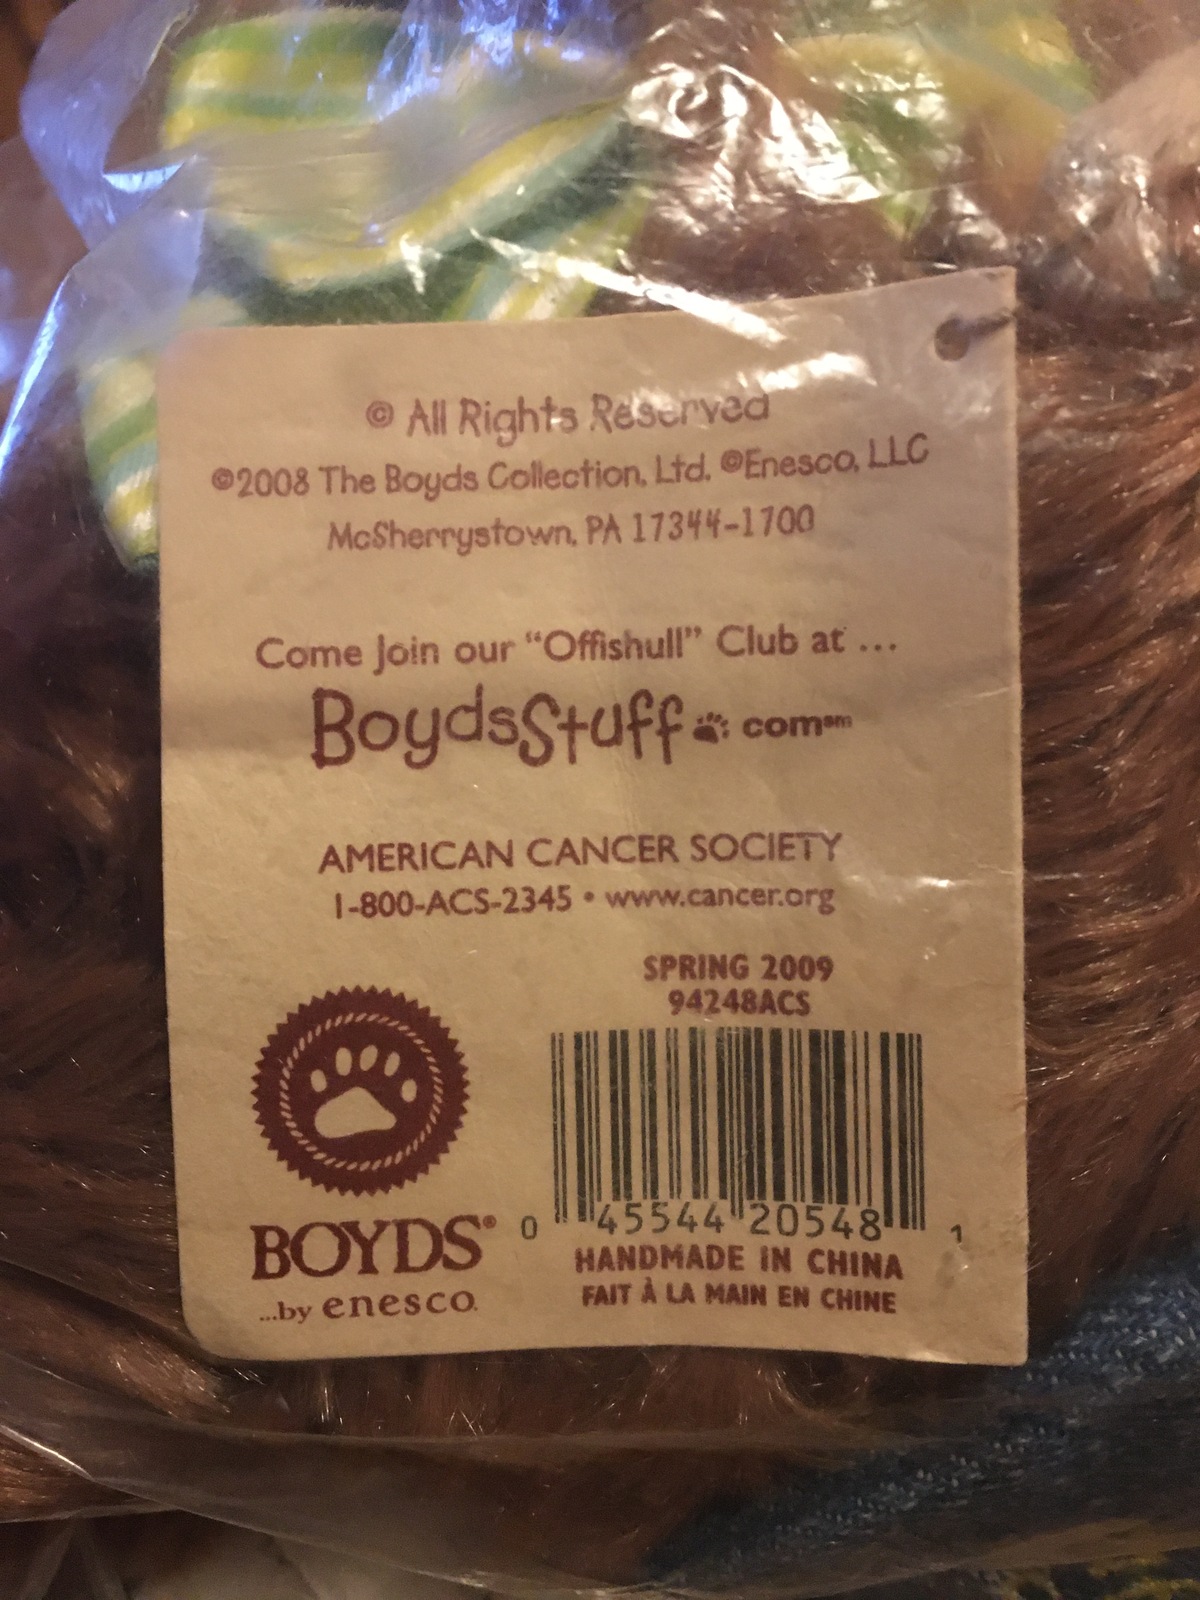 © All Rights Reserved
©2008 The Boyds Collection, Ltd. ©Enesco, LLC
McSherrystown, PA 17344-1700
Come Join our “Offishull” Club at ...
BoydsStuff com℠
AMERICAN CANCER SOCIETY
1-800-ACS-2345 • www.cancer.org
SPRING 2009
94248ACS
0 45544 20548 1
HANDMADE IN CHINA
FAIT À LA MAIN EN CHINE
BOYDS®
...by enesco.